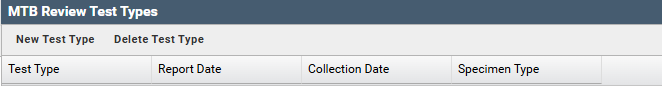 MTB Review Test Types
New Test Type Delete Test Type
Test Type Report Date Collection Date Specimen Type